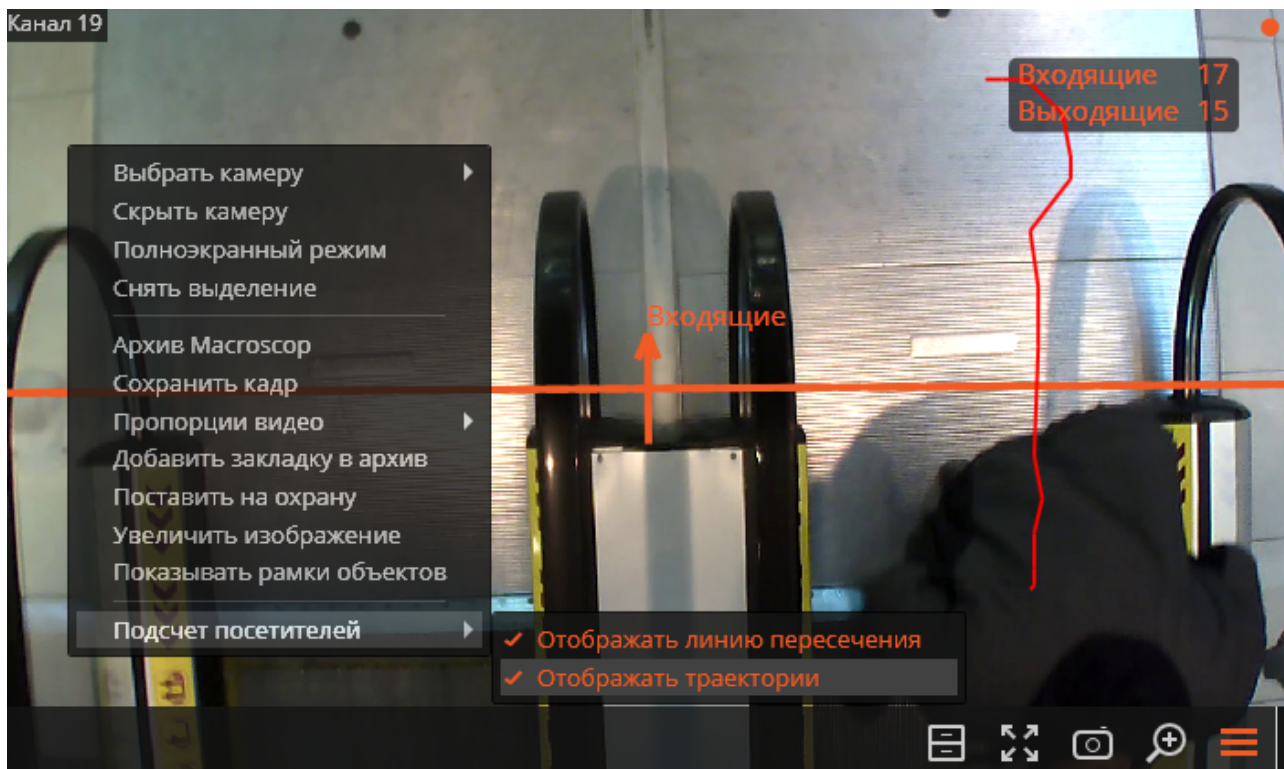 Канал 19
Входящие 17
Выходящие 15
Выбрать камеру
Скрыть камеру
Полноэкранный режим
Снять выделение
Входящие
Архив Macroscop
Сохранить кадр
Пропорции видео
Добавить закладку в архив
Поставить на охрану
Увеличить изображение
Показывать рамки объектов
Подсчет посетителей
Отображать линию пересечения
Отображать траектории